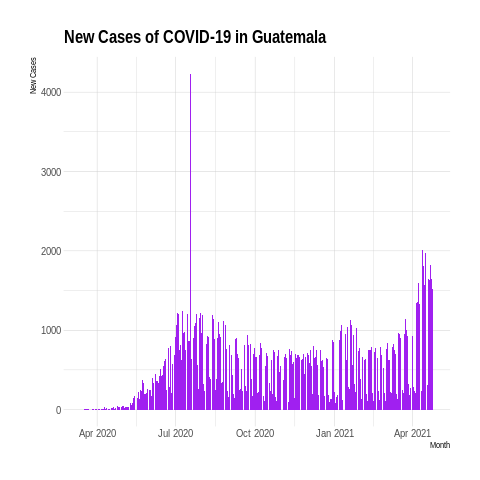 New Cases of COVID-19 in Guatemala
New Cases
4000
3000
2000
1000
0
Apr 2020 Jul 2020 Oct 2020 Jan 2021 Apr 2021
Month